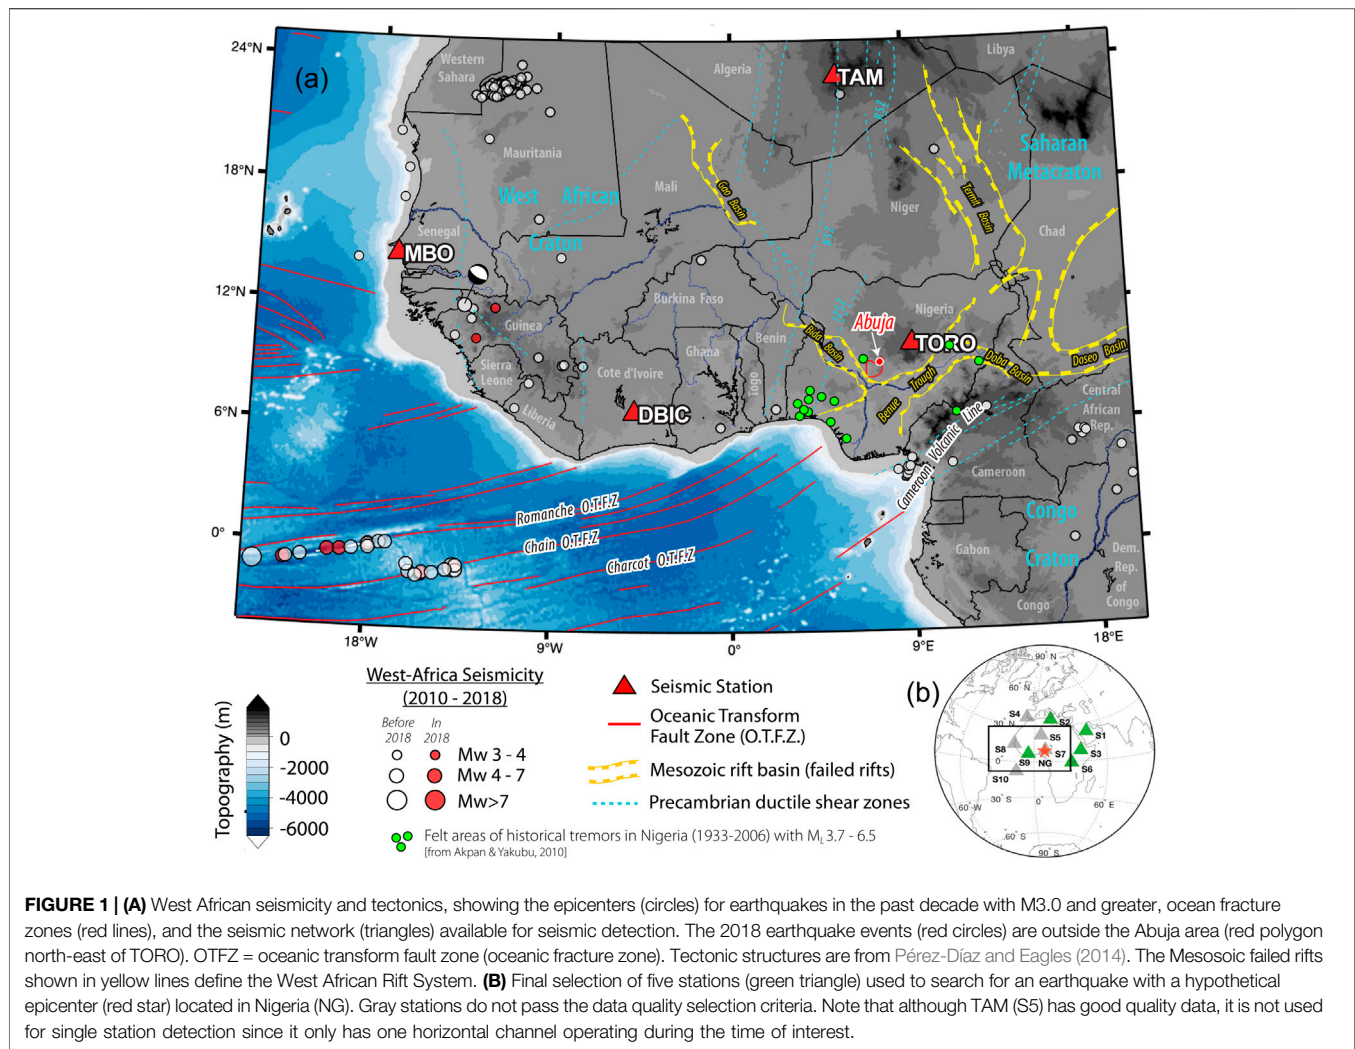 24°N
18°N
12°N
6°N
0°
(a)
Western
Sahara
Algeria
Libya
TAM
RSZ
Mauritania
Saharan
Metacraton
West African
Craton
Mali
Gao Basin
Niger
Termit Basin
Chad
Senegal
MBO
KSZ
Burkina Faso
Nigeria
Guinea
Abuja
TORO
Benin
Bida Basin
Ghana
Togo
Doba Basin
Doseo Basin
Sierra
Leone
Cote d'Ivoire
Benue Trough
Central
African
Rep.
Liberia
DBIC
Cameroon Volcanic Line
Cameroon
Romanche O.T.F.Z
Chain O.T.F.Z
Charcot O.T.F.Z
Congo
Craton
Gabon
Congo
Dem.
Rep.
of
Congo
18°W
9°W
0°
9°E
18°E
Topography (m)
0
-2000
-4000
-6000
West-Africa Seismicity
(2010 - 2018)
Before
2018
In
2018
Mw 3 - 4
Mw 4 - 7
Mw>7
Seismic Station
Oceanic Transform
Fault Zone (O.T.F.Z.)
Mesozoic rift basin (failed rifts)
Precambrian ductile shear zones
Felt areas of historical tremors in Nigeria (1933-2006) with ML 3.7 - 6.5
[from Akpan & Yakubu, 2010]
(b)
90° N
60° N
30° N
0°
30° S
60° S
90° S
60° W
0°
60° E
S4
S2
S1
S5
S8
S7
S3
S9
NG
S6
S10
FIGURE 1 | (A) West African seismicity and tectonics, showing the epicenters (circles) for earthquakes in the past decade with M3.0 and greater, ocean fracture
zones (red lines), and the seismic network (triangles) available for seismic detection. The 2018 earthquake events (red circles) are outside the Abuja area (red polygon
north-east of TORO). OTFZ = oceanic transform fault zone (oceanic fracture zone). Tectonic structures are from Pérez-Díaz and Eagles (2014). The Mesosoic failed rifts
shown in yellow lines define the West African Rift System. (B) Final selection of five stations (green triangle) used to search for an earthquake with a hypothetical
epicenter (red star) located in Nigeria (NG). Gray stations do not pass the data quality selection criteria. Note that although TAM (S5) has good quality data, it is not used
for single station detection since it only has one horizontal channel operating during the time of interest.